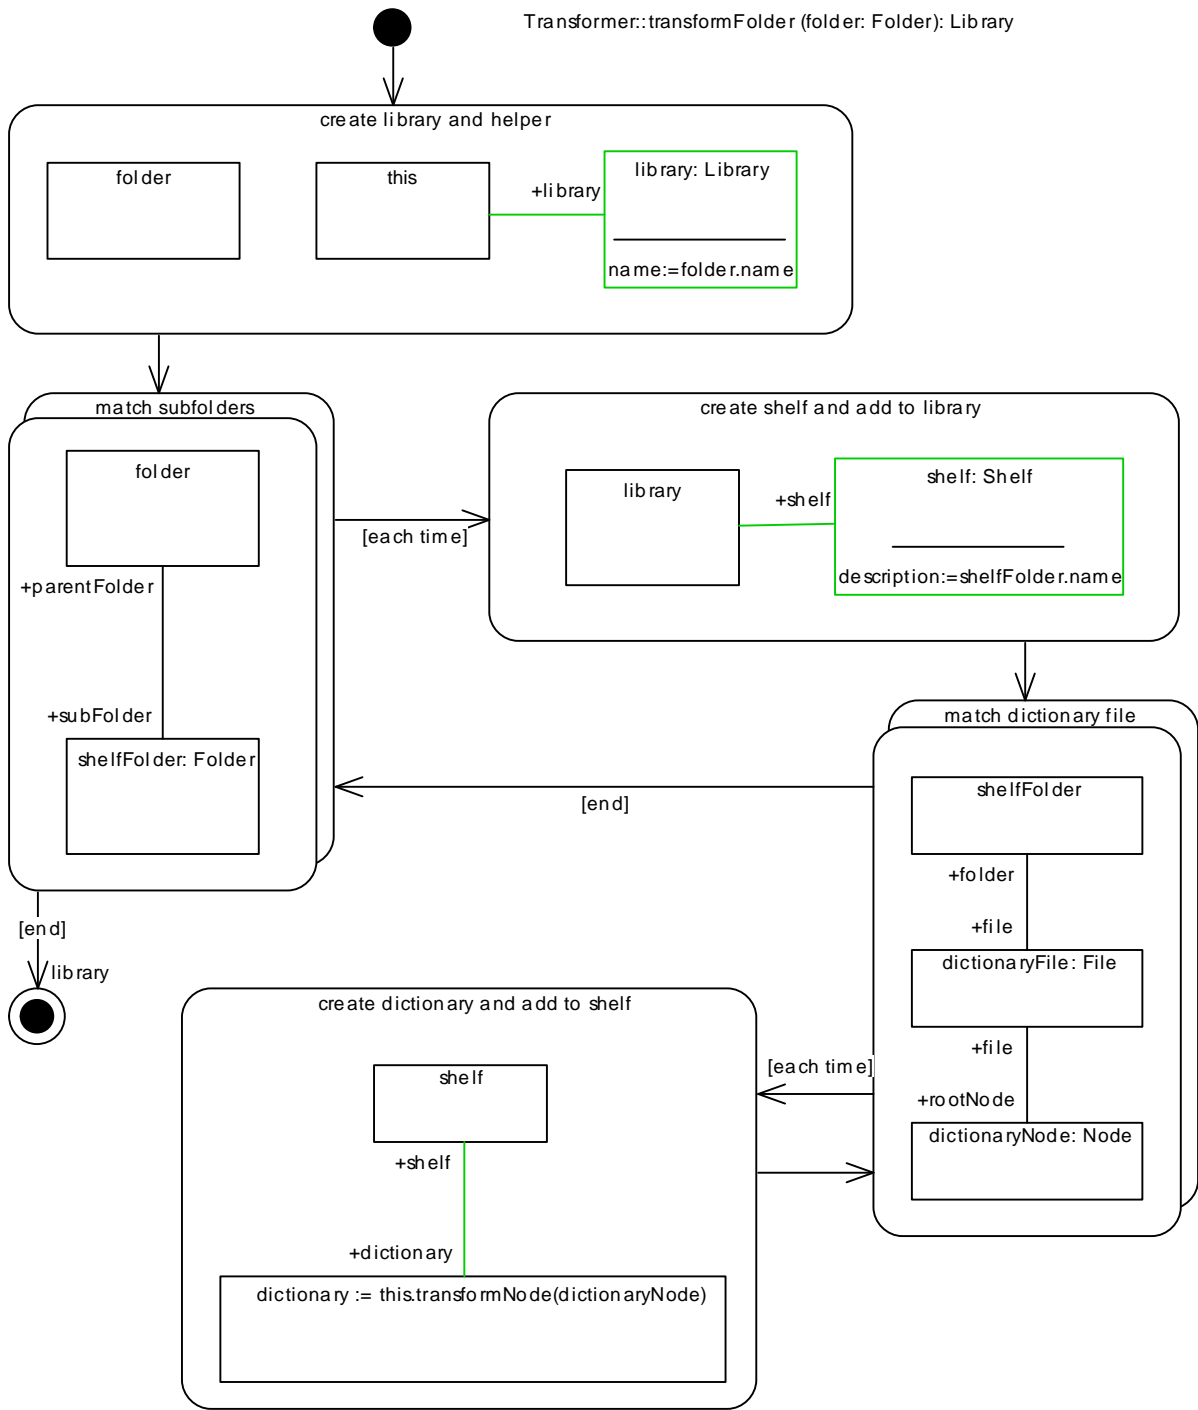 Transformer::transformFolder (folder: Folder): Library
create library and helper
folder
this
+library
library: Library
name:=folder.name
match subfolders
folder
+parentFolder
+subFolder
shelfFolder: Folder
[each time]
create shelf and add to library
library
+shelf
shelf: Shelf
description:=shelfFolder.name
match dictionary file
shelfFolder
+folder
+file
dictionaryFile: File
+file
+rootNode
dictionaryNode: Node
[end]
[end]
library
[each time]
create dictionary and add to shelf
shelf
+shelf
+dictionary
dictionary := this.transformNode(dictionaryNode)